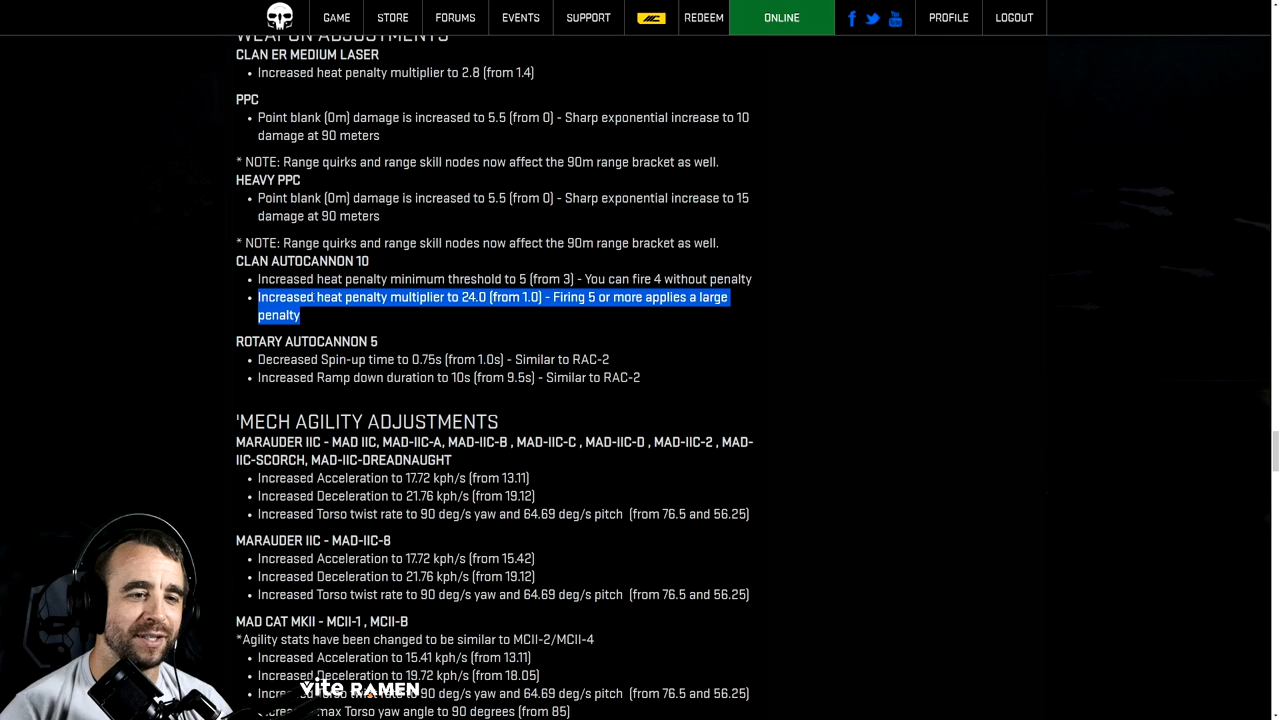 GAME STORE FORUMS EVENTS SUPPORT MC REDEEM ONLINE PROFILE LOGOUT
WEAPON ADJUSTMENTS
CLAN ER MEDIUM LASER
• Increased heat penalty multiplier to 2.8 (from 1.4)
PPC
• Point blank (0m) damage is increased to 5.5 (from 0) - Sharp exponential increase to 10
damage at 90 meters
* NOTE: Range quirks and range skill nodes now affect the 90m range bracket as well.
HEAVY PPC
• Point blank (0m) damage is increased to 5.5 (from 0) - Sharp exponential increase to 15
damage at 90 meters
* NOTE: Range quirks and range skill nodes now affect the 90m range bracket as well.
CLAN AUTOCANNON 10
• Increased heat penalty minimum threshold to 5 (from 3) - You can fire 4 without penalty
• Increased heat penalty multiplier to 24.0 (from 1.0) - Firing 5 or more applies a large
penalty
ROTARY AUTOCANNON 5
• Decreased Spin-up time to 0.75s (from 1.0s) - Similar to RAC-2
• Increased Ramp down duration to 10s (from 9.5s) - Similar to RAC-2
'MECH AGILITY ADJUSTMENTS
MARAUDER IIC - MAD IIC, MAD-IIC-A, MAD-IIC-B , MAD-IIC-C , MAD-IIC-D , MAD-IIC-2 , MAD-
IIC-SCORCH, MAD-IIC-DREADNAUGHT
• Increased Acceleration to 17.72 kph/s (from 13.11)
• Increased Deceleration to 21.76 kph/s (from 19.12)
• Increased Torso twist rate to 90 deg/s yaw and 64.69 deg/s pitch (from 76.5 and 56.25)
MARAUDER IIC - MAD-IIC-8
• Increased Acceleration to 17.72 kph/s (from 15.42)
• Increased Deceleration to 21.76 kph/s (from 19.12)
• Increased Torso twist rate to 90 deg/s yaw and 64.69 deg/s pitch (from 76.5 and 56.25)
MAD CAT MKII - MCII-1 , MCII-B
*Agility stats have been changed to be similar to MCII-2/MCII-4
• Increased Acceleration to 15.41 kph/s (from 13.11)
• Increased Deceleration to 19.72 kph/s (from 18.05)
• Increased Torso twist rate to 90 deg/s yaw and 64.69 deg/s pitch (from 76.5 and 56.25)
max Torso yaw angle to 90 degrees (from 85)
Vite RAMEN